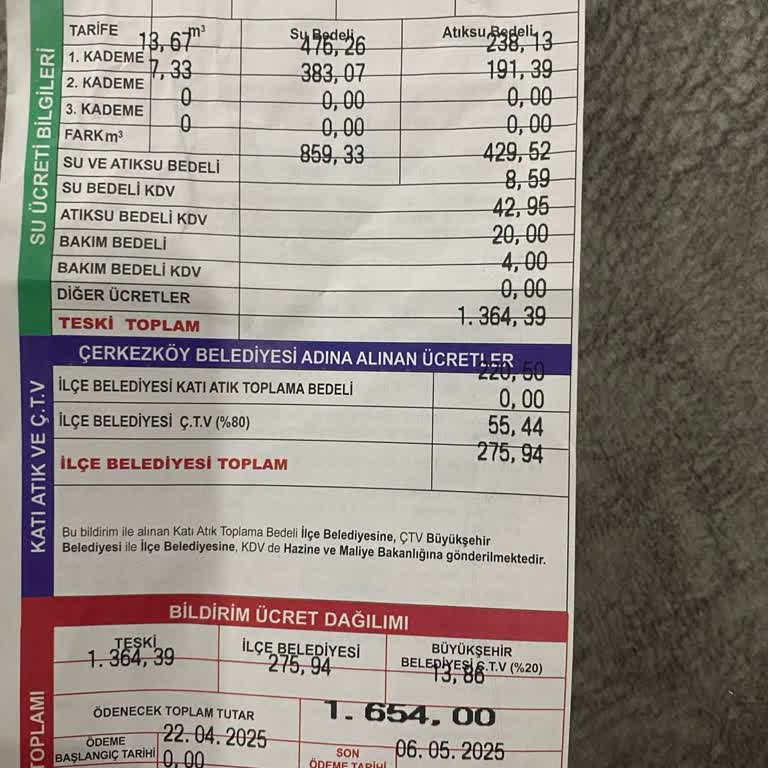 SU ÜCRETİ BİLGİLERİ
TARİFE m³ Su Bedeli Atıksu Bedeli
13,67 476,26 238,13
1. KADEME 7,33 383,07 191,39
2. KADEME 0 0,00 0,00
3. KADEME 0 0,00 0,00
FARK m³ 859,33 429,52
SU VE ATIKSU BEDELİ 8,59
SU BEDELİ KDV 42,95
ATIKSU BEDELİ KDV 20,00
BAKIM BEDELİ 4,00
BAKIM BEDELİ KDV 0,00
DİĞER ÜCRETLER
TESKİ TOPLAM 1.364,39
KATI ATIK VE Ç.T.V
ÇERKEZKÖY BELEDİYESİ ADINA ALINAN ÜCRETLER
220,50
İLÇE BELEDİYESİ KATI ATIK TOPLAMA BEDELİ 0,00
İLÇE BELEDİYESİ Ç.T.V (%80) 55,44
İLÇE BELEDİYESİ TOPLAM 275,94
Bu bildirim ile alınan Katı Atık Toplama Bedeli İlçe Belediyesine, ÇTV Büyükşehir
Belediyesi ile İlçe Belediyesine, KDV de Hazine ve Maliye Bakanlığına gönderilmektedir.
TOPLAMI
BİLDİRİM ÜCRET DAĞILIMI
TESKİ İLÇE BELEDİYESİ BÜYÜKŞEHİR
BELEDİYESİ Ç.T.V (%20)
1.364,39 275,94 13,86
ÖDENECEK TOPLAM TUTAR 1.654,00
ÖDEME
BAŞLANGIÇ TARİHİ 22.04.2025 SON
ÖDEME TARİHİ 06.05.2025
0,00